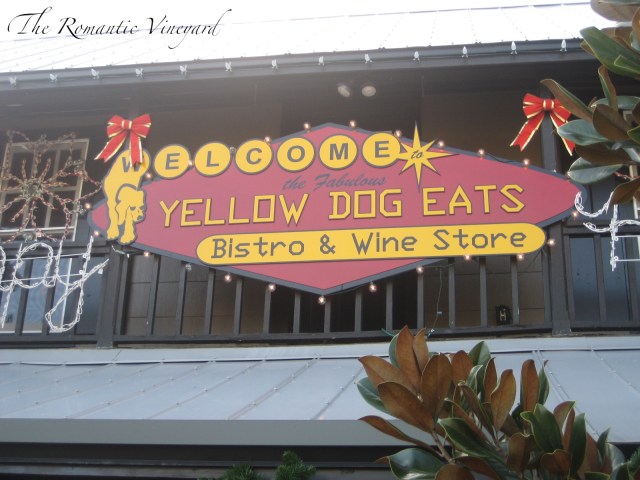 The Romantic Vineyard
WELCOME to
the Fabulous
YELLOW DOG EATS
Bistro & Wine Store